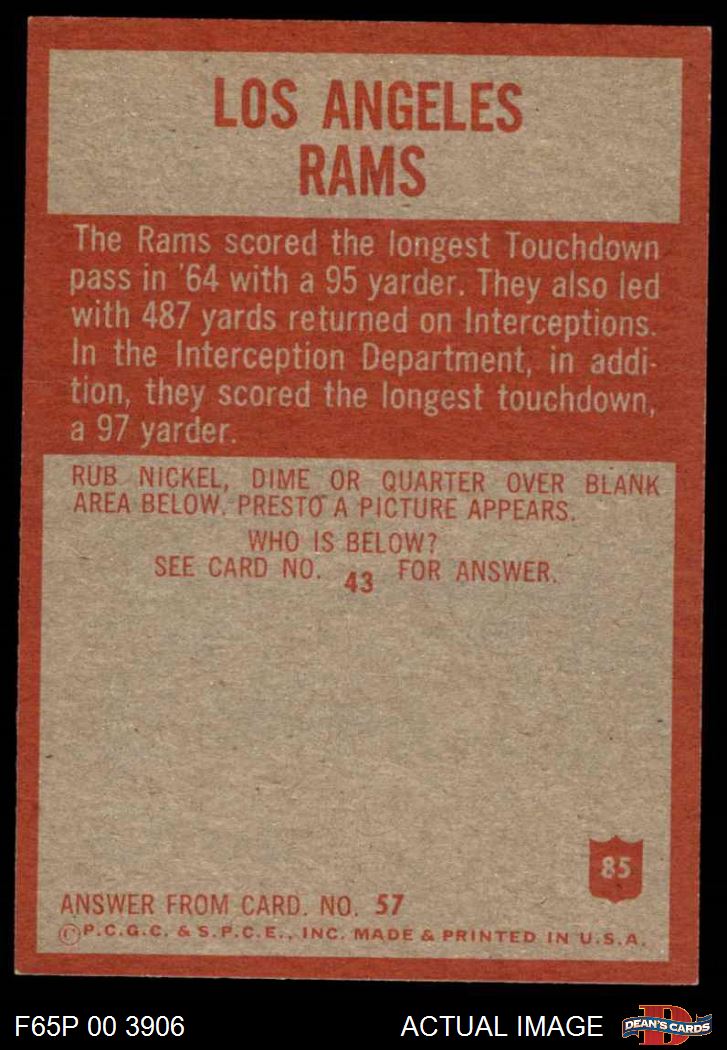 LOS ANGELES
RAMS
The Rams scored the longest Touchdown
pass in '64 with a 95 yarder. They also led
with 487 yards returned on Interceptions.
In the Interception Department, in addi-
tion, they scored the longest touchdown,
a 97 yarder.
RUB NICKEL, DIME OR QUARTER OVER BLANK
AREA BELOW. PRESTO A PICTURE APPEARS.
WHO IS BELOW?
SEE CARD NO. 43 FOR ANSWER.
85
ANSWER FROM CARD. NO. 57
©P.C.G.C. & S.P.C.E., INC. MADE & PRINTED IN U.S.A.
F65P 00 3906 ACTUAL IMAGE
D
DEAN'S CARDS